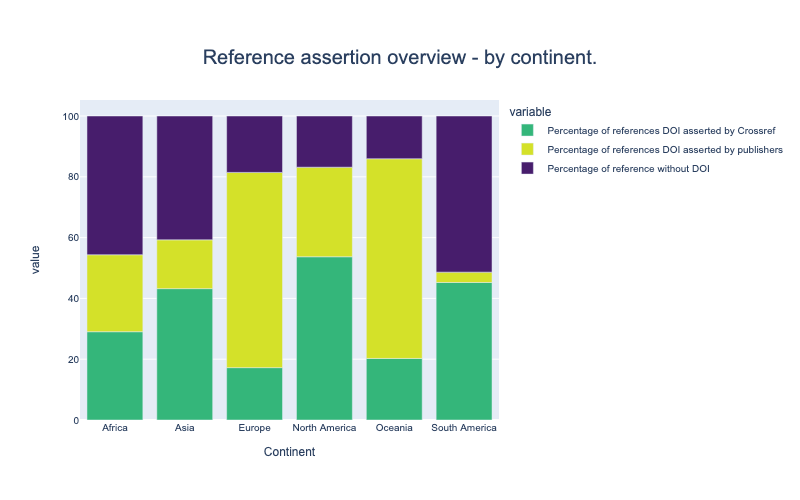 Reference assertion overview - by continent.
variable
Percentage of references DOI asserted by Crossref
Percentage of references DOI asserted by publishers
Percentage of reference without DOI
value
100
80
60
40
20
0
Africa
Asia
Europe
North America
Oceania
South America
Continent